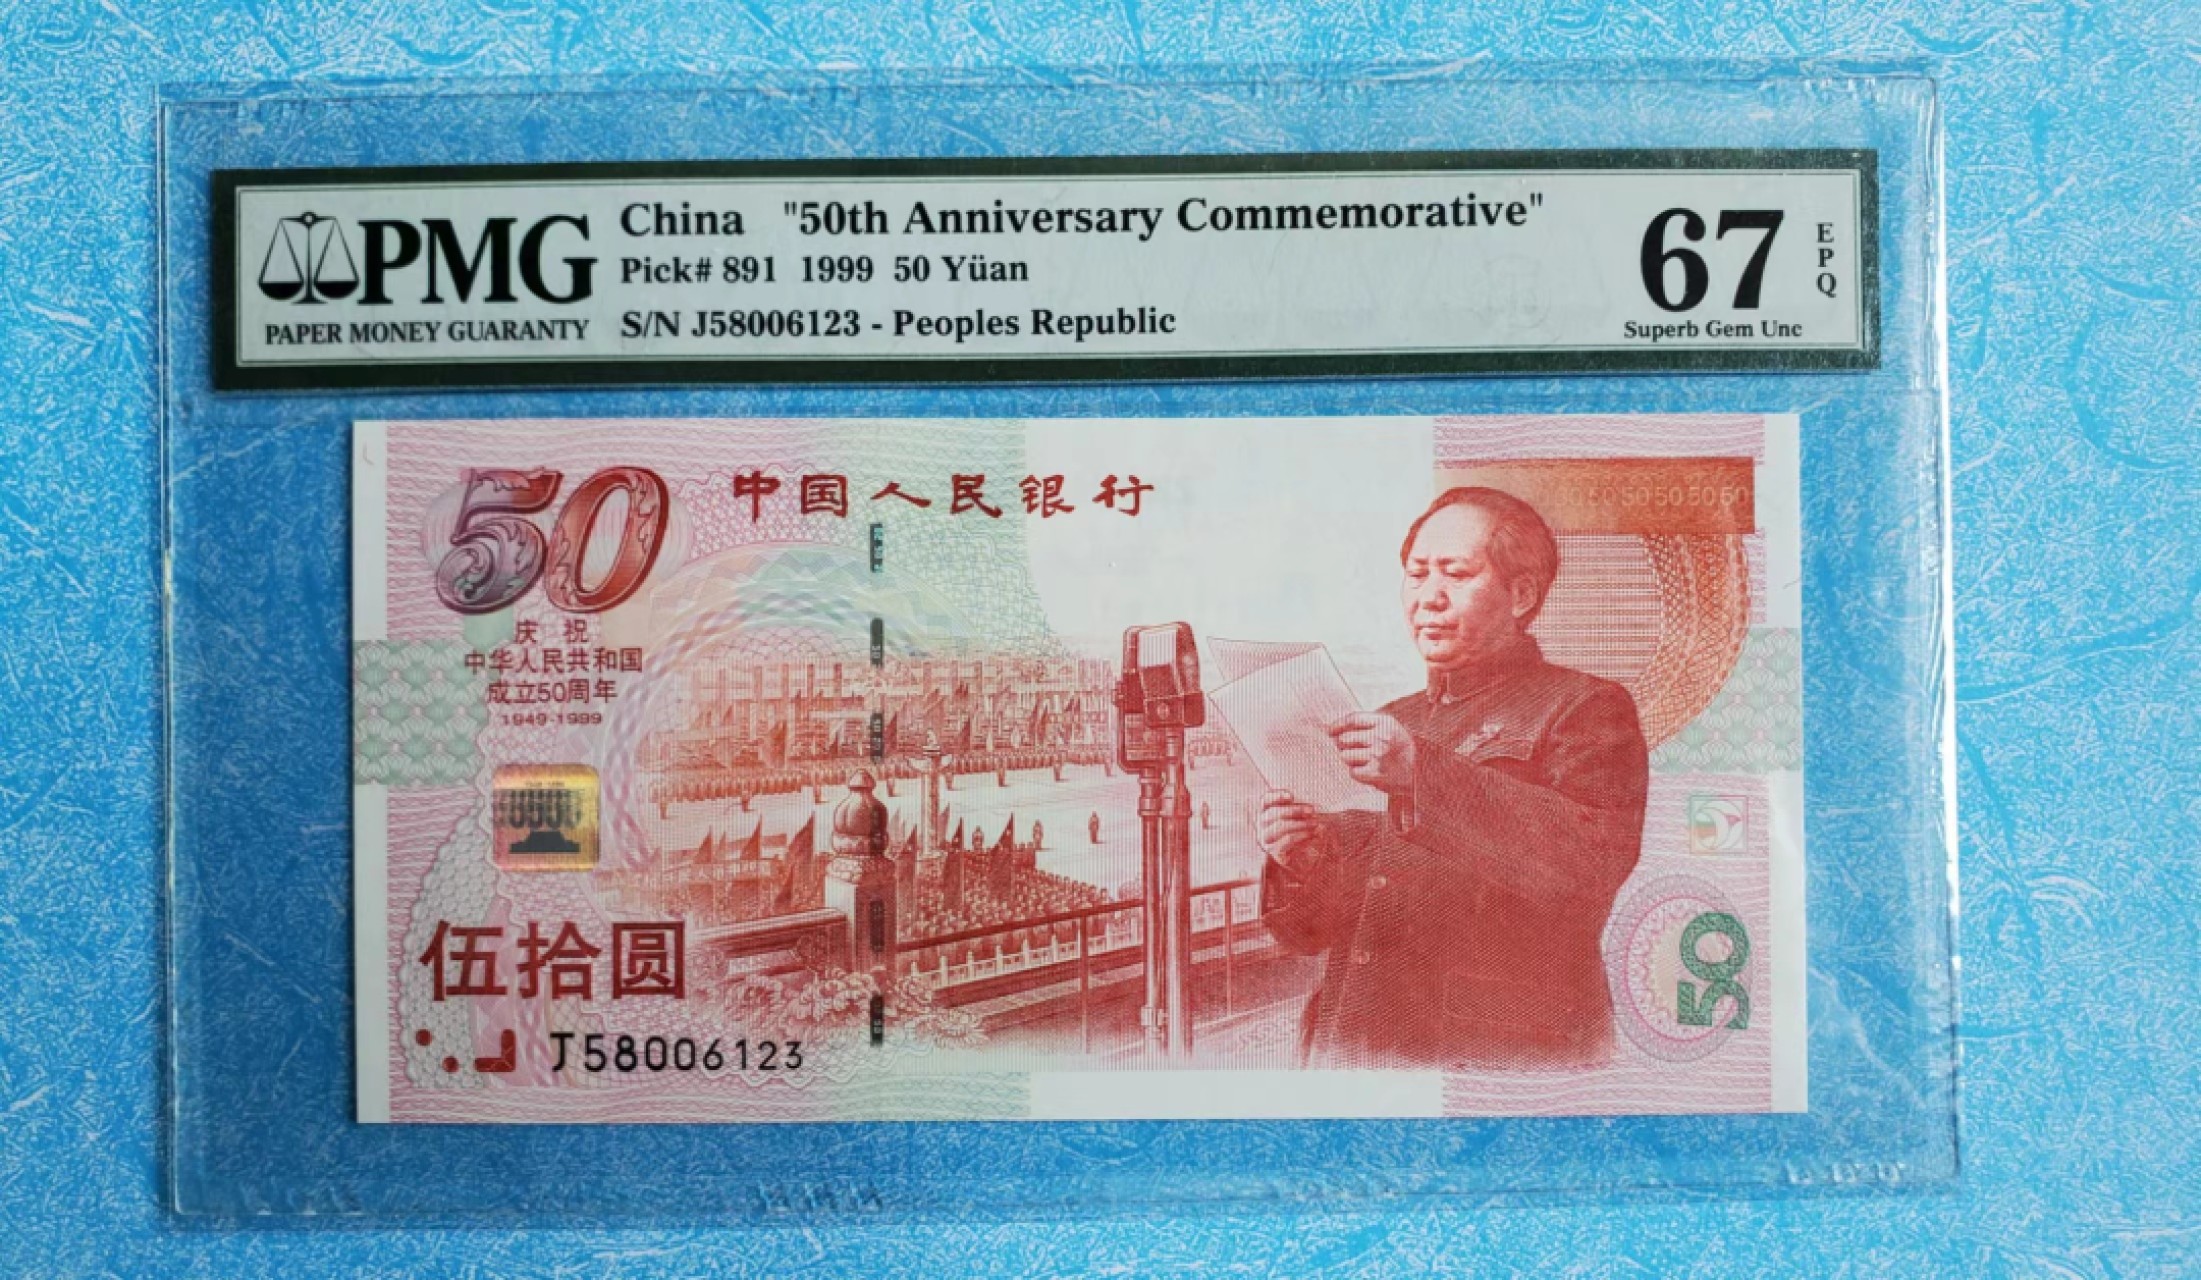 PMG
PAPER MONEY GUARANTY
China "50th Anniversary Commemorative"
Pick# 891 1999 50 Yüan
S/N J58006123 - Peoples Republic
67
EPQ
Superb Gem Unc
50
中国人民银行
505050505050
庆祝
中华人民共和国
成立50周年
1949-1999
伍拾圆
J58006123
50